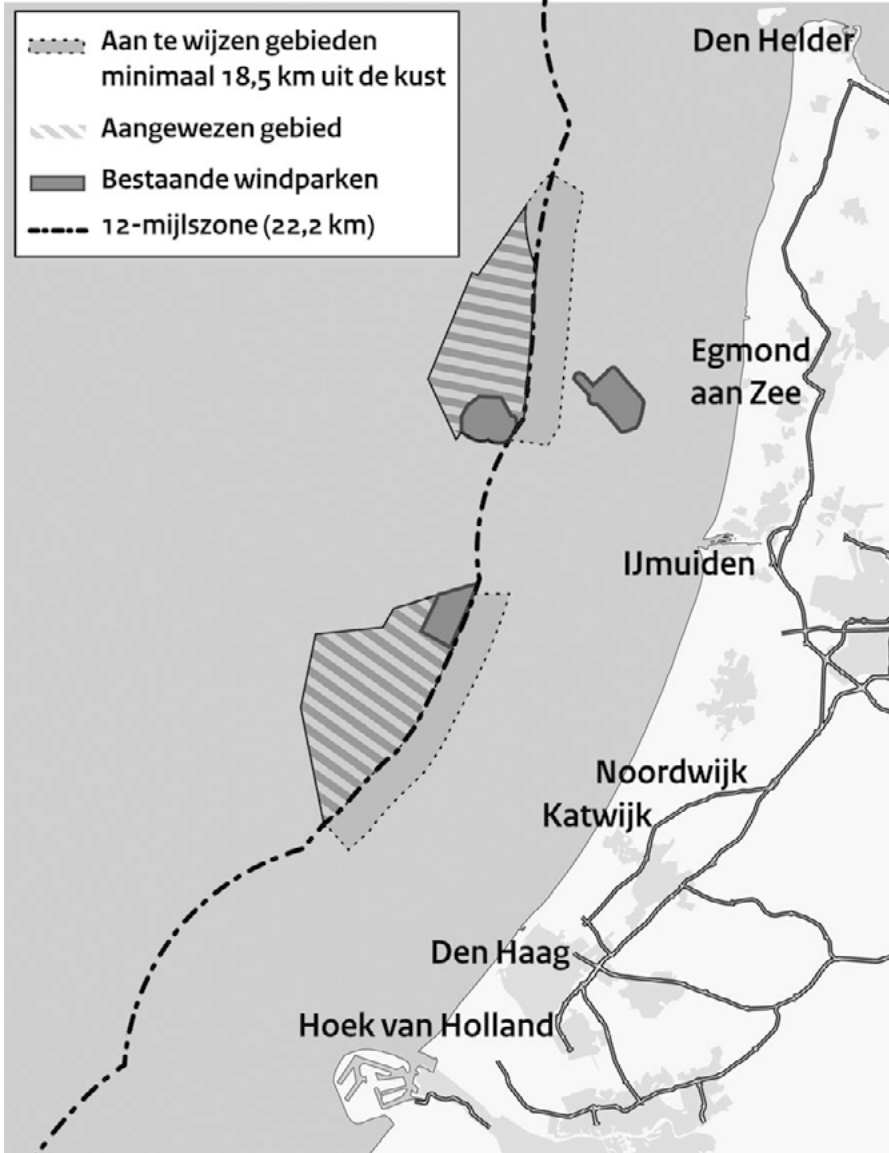 Aan te wijzen gebieden
minimaal 18,5 km uit de kust
Aangewezen gebied
Bestaande windparken
12-mijlszone (22,2 km)
Den Helder
Egmond
aan Zee
IJmuiden
Noordwijk
Katwijk
Den Haag
Hoek van Holland